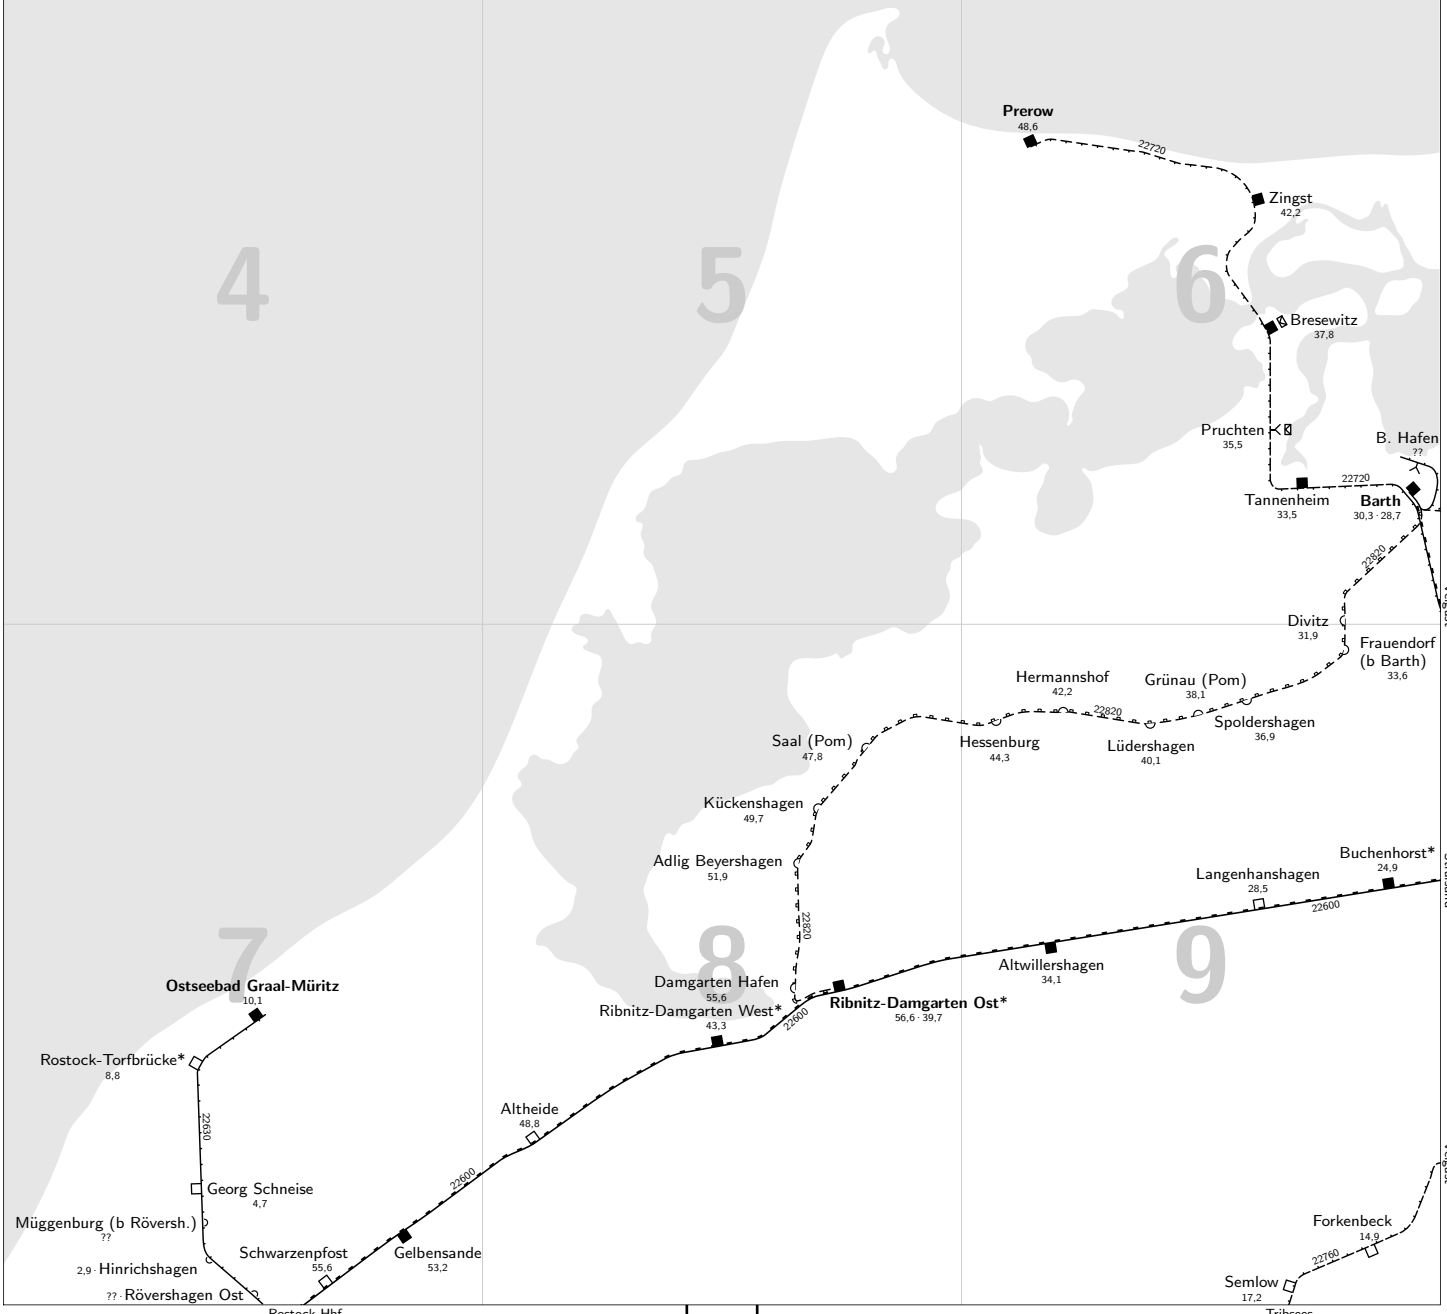 Prerow
48,6
22720
Zingst
42,2
4
5
6
Bresewitz
37,8
Pruchten
35,5
B. Hafen
??
22720
Tannenheim
33,5
Barth
30,3 · 28,7
22820
Divitz
31,9
Frauendorf
(b Barth)
33,6
Hermannshof
42,2
Grünau (Pom)
38,1
22820
Spoldershagen
36,9
Saal (Pom)
47,8
Hessenburg
44,3
Lüdershagen
40,1
Kückenshagen
49,7
Adlig Beyershagen
51,9
Buchenhorst*
24,9
Langenhanshagen
28,5
22600
22820
7
8
9
Altwillershagen
34,1
Ostseebad Graal-Müritz
10,1
Damgarten Hafen
55,6
Ribnitz-Damgarten West*
43,3
22600
Ribnitz-Damgarten Ost*
56,6 · 39,7
Rostock-Torfbrücke*
8,8
22630
Altheide
48,8
22600
Georg Schneise
4,7
Müggenburg (b Röversh.)
??
Schwarzenpfost
55,6
Gelbensande
53,2
2,9 · Hinrichshagen
?? · Rövershagen Ost
Forkenbeck
14,9
22760
Semlow
17,2
Rostock Hbf
Tribsees